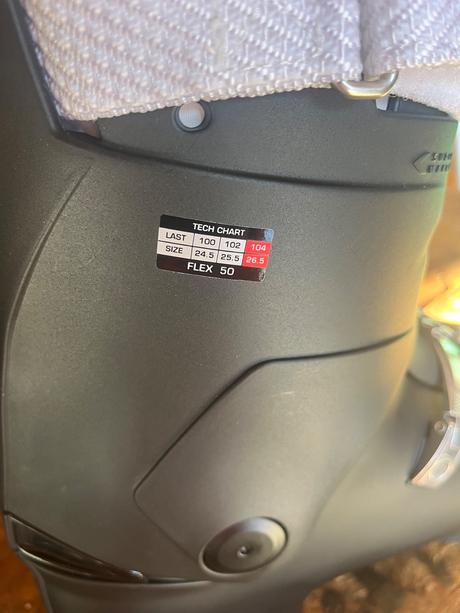 TECH CHART
LAST 100 102 104
SIZE 24.5 25.5 26.5
FLEX 50